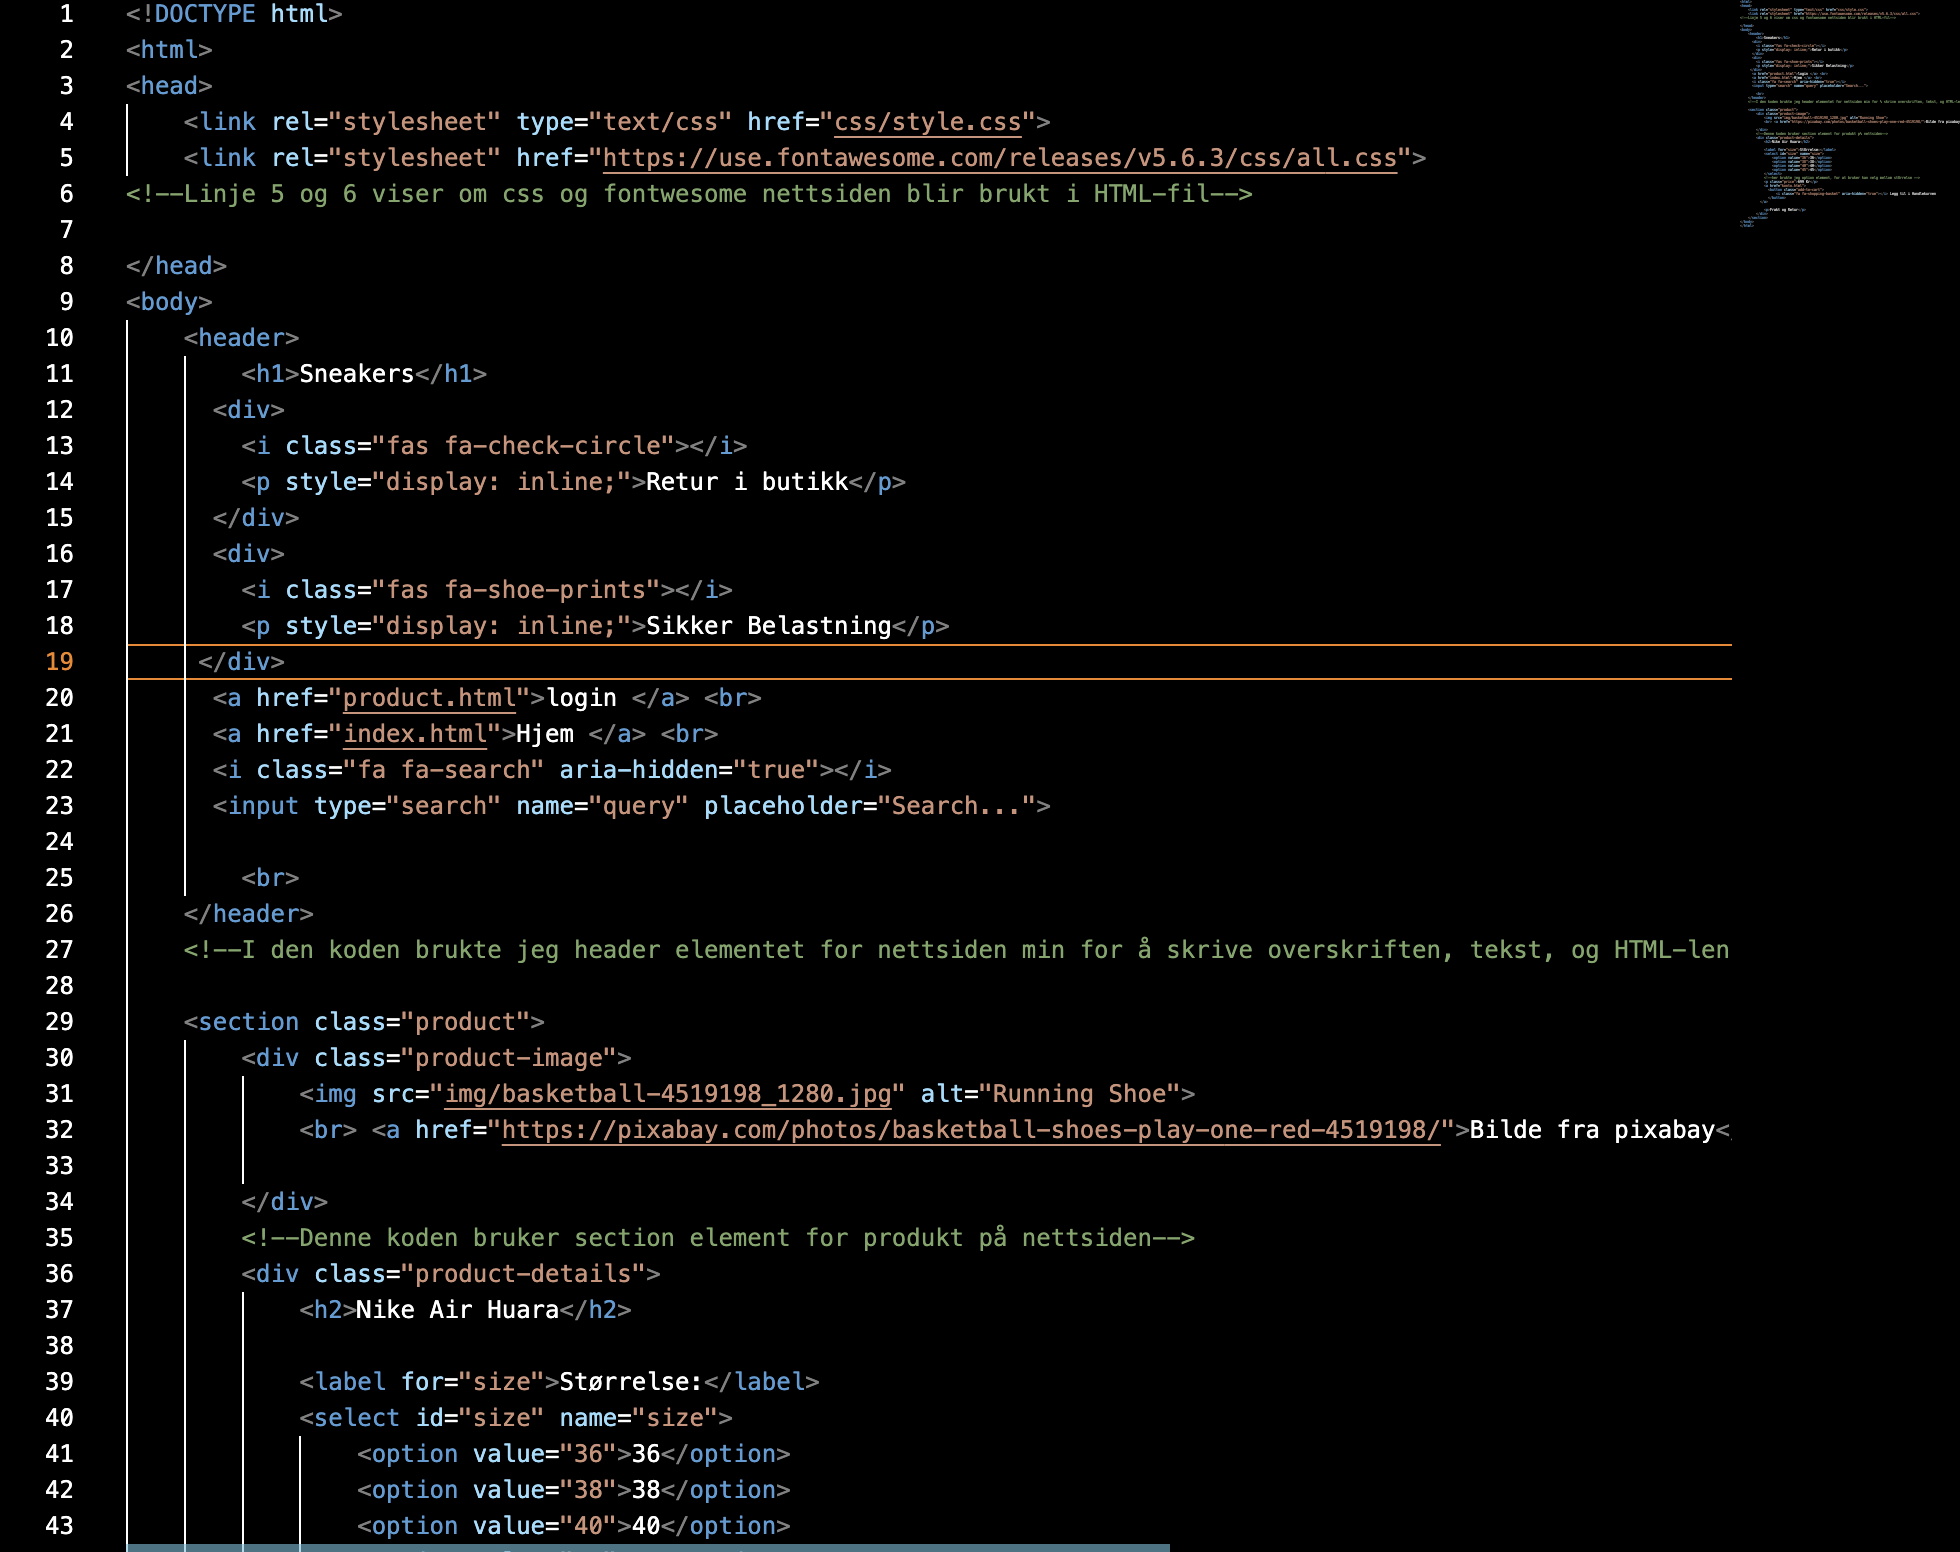 1 <!DOCTYPE html>
2 <html>
3 <head>
4 <link rel="stylesheet" type="text/css" href="css/style.css">
5 <link rel="stylesheet" href="https://use.fontawesome.com/releases/v5.6.3/css/all.css">
6 <!--Linje 5 og 6 viser om css og fontwesome nettsiden blir brukt i HTML-fil-->
7
8 </head>
9 <body>
10 <header>
11 <h1>Sneakers</h1>
12 <div>
13 <i class="fas fa-check-circle"></i>
14 <p style="display: inline;">Retur i butikk</p>
15 </div>
16 <div>
17 <i class="fas fa-shoe-prints"></i>
18 <p style="display: inline;">Sikker Belastning</p>
19 </div>
20 <a href="product.html">login </a> <br>
21 <a href="index.html">Hjem </a> <br>
22 <i class="fa fa-search" aria-hidden="true"></i>
23 <input type="search" name="query" placeholder="Search...">
24
25 <br>
26 </header>
27 <!--I den koden brukte jeg header elementet for nettsiden min for å skrive overskriften, tekst, og HTML-len
28
29 <section class="product">
30 <div class="product-image">
31 <img src="img/basketball-4519198_1280.jpg" alt="Running Shoe">
32 <br> <a href="https://pixabay.com/photos/basketball-shoes-play-one-red-4519198/">Bilde fra pixabay<
33
34 </div>
35 <!--Denne koden bruker section element for produkt på nettsiden-->
36 <div class="product-details">
37 <h2>Nike Air Huara</h2>
38
39 <label for="size">Størrelse:</label>
40 <select id="size" name="size">
41 <option value="36">36</option>
42 <option value="38">38</option>
43 <option value="40">40</option>